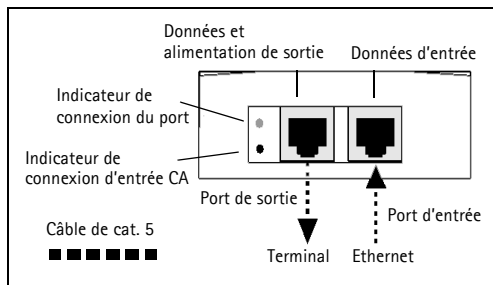 Données et
alimentation de sortie
Données d'entrée
Indicateur de
connexion du port
Indicateur de
connexion d'entrée CA
Port de sortie
Port d'entrée
Câble de cat. 5
Terminal
Ethernet